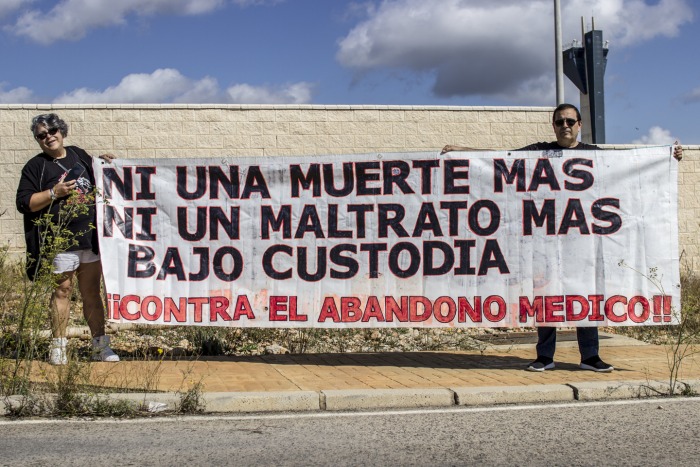 NI UNA MUERTE MAS
NI UN MALTRATO MAS
BAJO CUSTODIA
¡¡CONTRA EL ABANDONO MEDICO!!